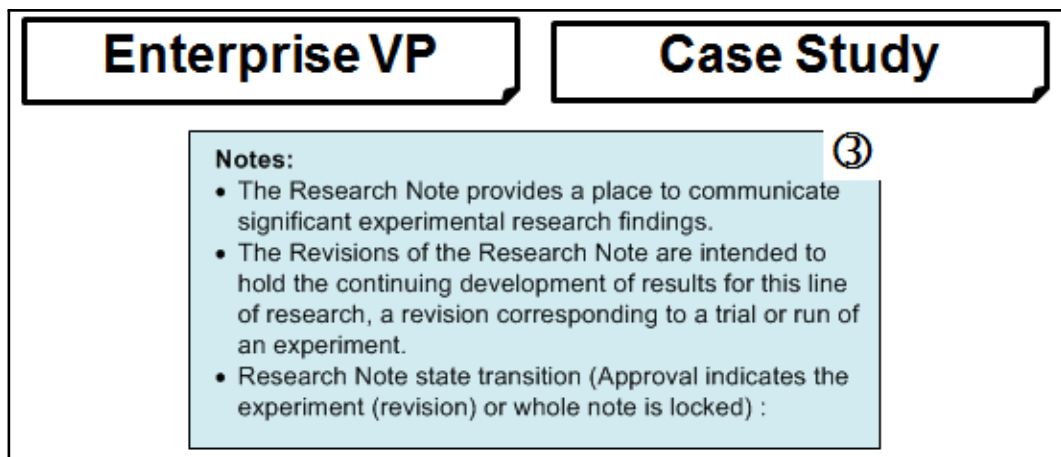 Enterprise VP
Case Study
③
Notes:
• The Research Note provides a place to communicate
significant experimental research findings.
• The Revisions of the Research Note are intended to
hold the continuing development of results for this line
of research, a revision corresponding to a trial or run of
an experiment.
• Research Note state transition (Approval indicates the
experiment (revision) or whole note is locked) :